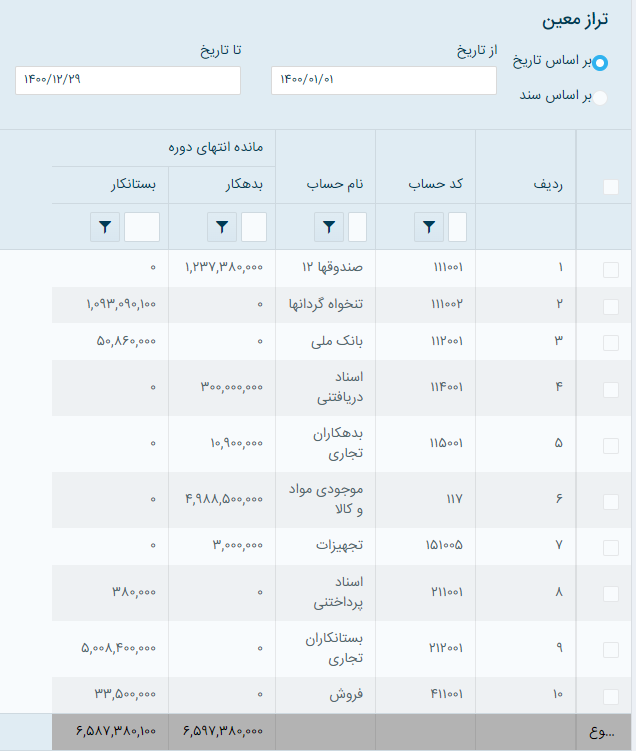 تراز معین
بر اساس تاریخ
از تاریخ
تا تاریخ
۱۴۰۰/۰۱/۰۱
۱۴۰۰/۱۲/۲۹
بر اساس سند
مانده انتهای دوره
ردیف کد حساب نام حساب بدهکار بستانکار
۱ ۱۱۱۰۰۱ صندوقها ۱۲ ۱,۲۳۷,۳۸۰,۰۰۰ ۰
۲ ۱۱۱۰۰۲ تنخواه گردانها ۰ ۱,۰۹۳,۰۹۰,۱۰۰
۳ ۱۱۲۰۰۱ بانک ملی ۰ ۵۰,۸۶۰,۰۰۰
۴ ۱۱۴۰۰۱ اسناد دریافتنی ۳۰۰,۰۰۰,۰۰۰ ۰
۵ ۱۱۵۰۰۱ بدهکاران تجاری ۱۰,۹۰۰,۰۰۰ ۰
۶ ۱۱۷ موجودی مواد و کالا ۴,۹۸۸,۵۰۰,۰۰۰ ۰
۷ ۱۵۱۰۰۵ تجهیزات ۳,۰۰۰,۰۰۰ ۰
۸ ۲۱۱۰۰۱ اسناد پرداختنی ۰ ۳۸۰,۰۰۰
۹ ۲۱۲۰۰۱ بستانکاران تجاری ۰ ۵,۰۰۸,۴۰۰,۰۰۰
۱۰ ۴۱۱۰۰۱ فروش ۰ ۳۳,۵۰۰,۰۰۰
...وع ۶,۵۹۷,۳۸۰,۰۰۰ ۶,۵۸۷,۳۸۰,۱۰۰